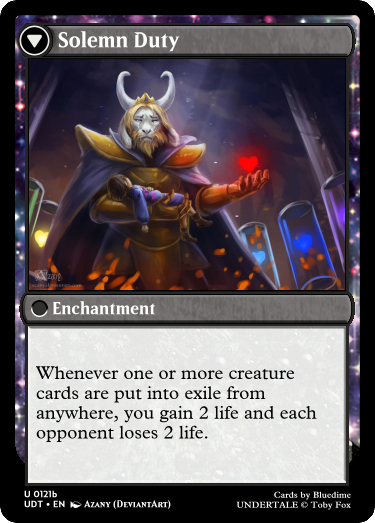 Solemn Duty
Enchantment
Whenever one or more creature
cards are put into exile from
anywhere, you gain 2 life and each
opponent loses 2 life.
U 0121b
UDT • EN Azany (DeviantArt)
Cards by Bluedime
UNDERTALE © Toby Fox